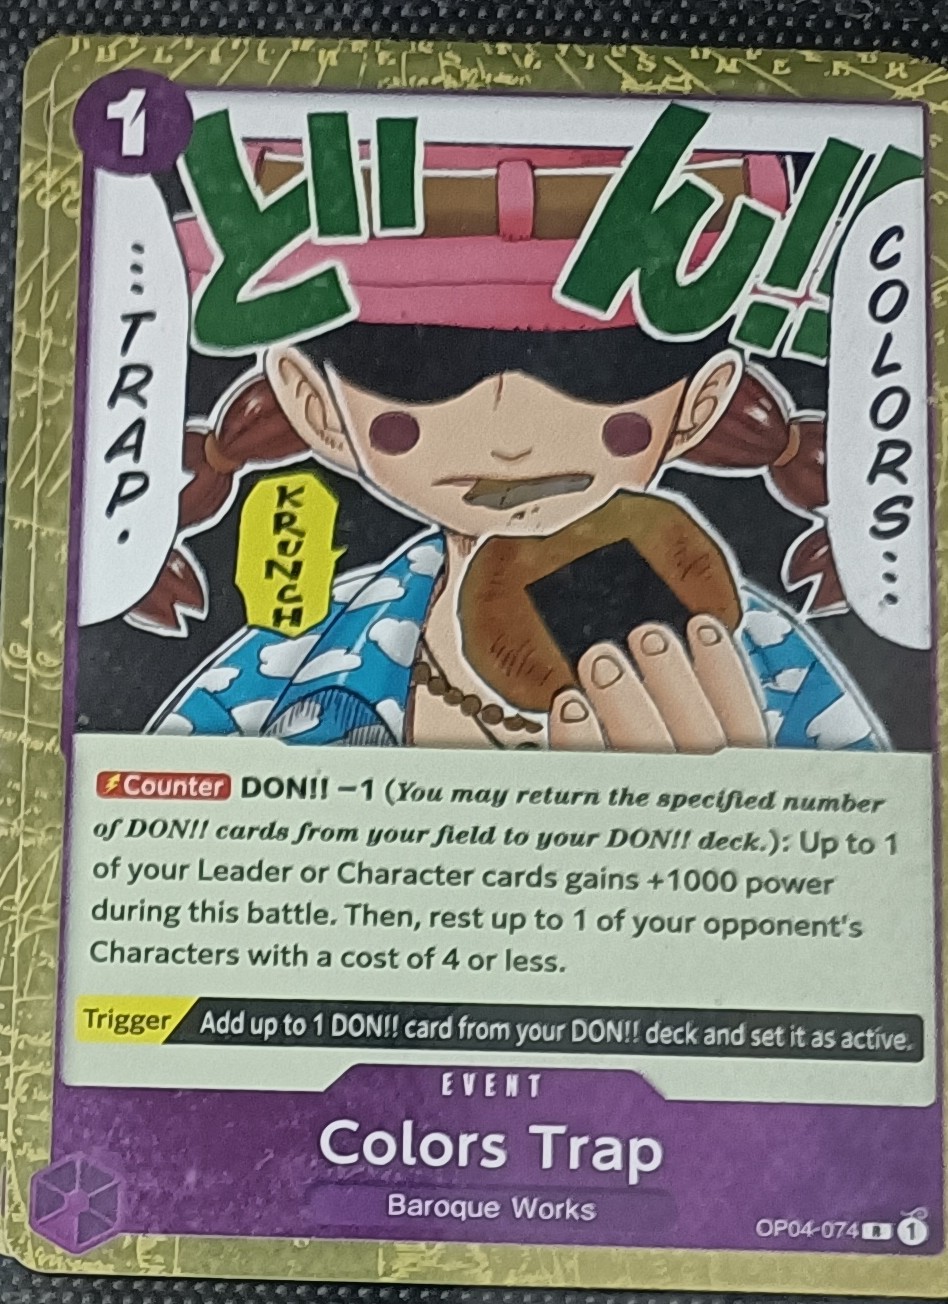 1
どーん!!
COLORS...
...TRAP.
KRUNCH
Counter DON!! −1 (You may return the specified number
of DON!! cards from your field to your DON!! deck.): Up to 1
of your Leader or Character cards gains +1000 power
during this battle. Then, rest up to 1 of your opponent's
Characters with a cost of 4 or less.
Trigger Add up to 1 DON!! card from your DON!! deck and set it as active.
EVENT
Colors Trap
Baroque Works
OP04-074 R 1